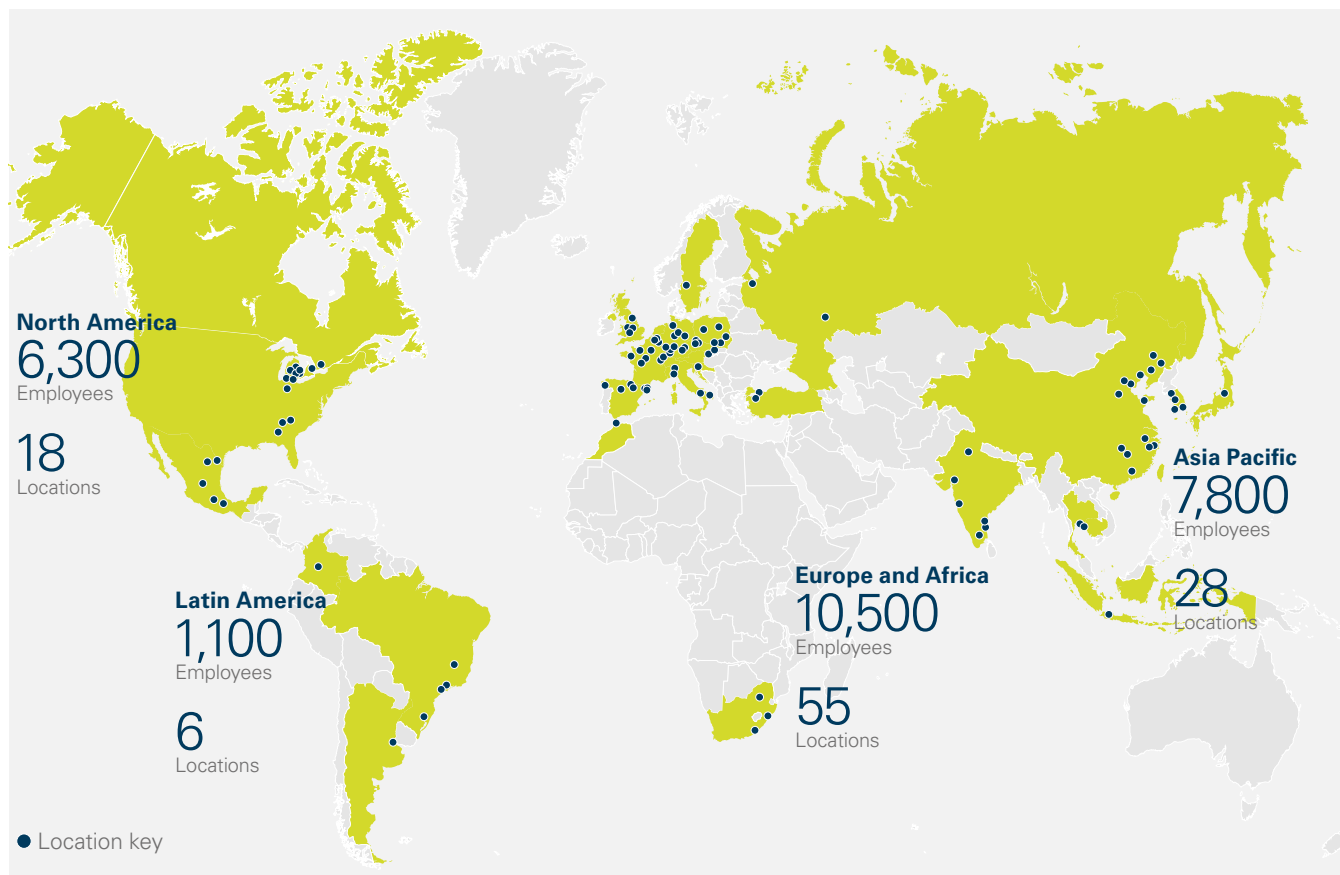 North America
6,300
Employees
18
Locations
Latin America
1,100
Employees
6
Locations
Europe and Africa
10,500
Employees
55
Locations
Asia Pacific
7,800
Employees
28
Locations
Location key